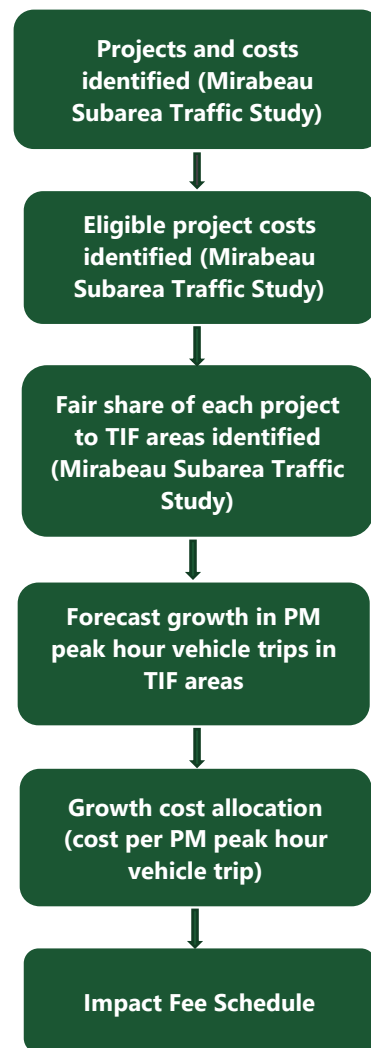 Projects and costs
identified (Mirabeau
Subarea Traffic Study)
Eligible project costs
identified (Mirabeau
Subarea Traffic Study)
Fair share of each project
to TIF areas identified
(Mirabeau Subarea Traffic
Study)
Forecast growth in PM
peak hour vehicle trips in
TIF areas
Growth cost allocation
(cost per PM peak hour
vehicle trip)
Impact Fee Schedule